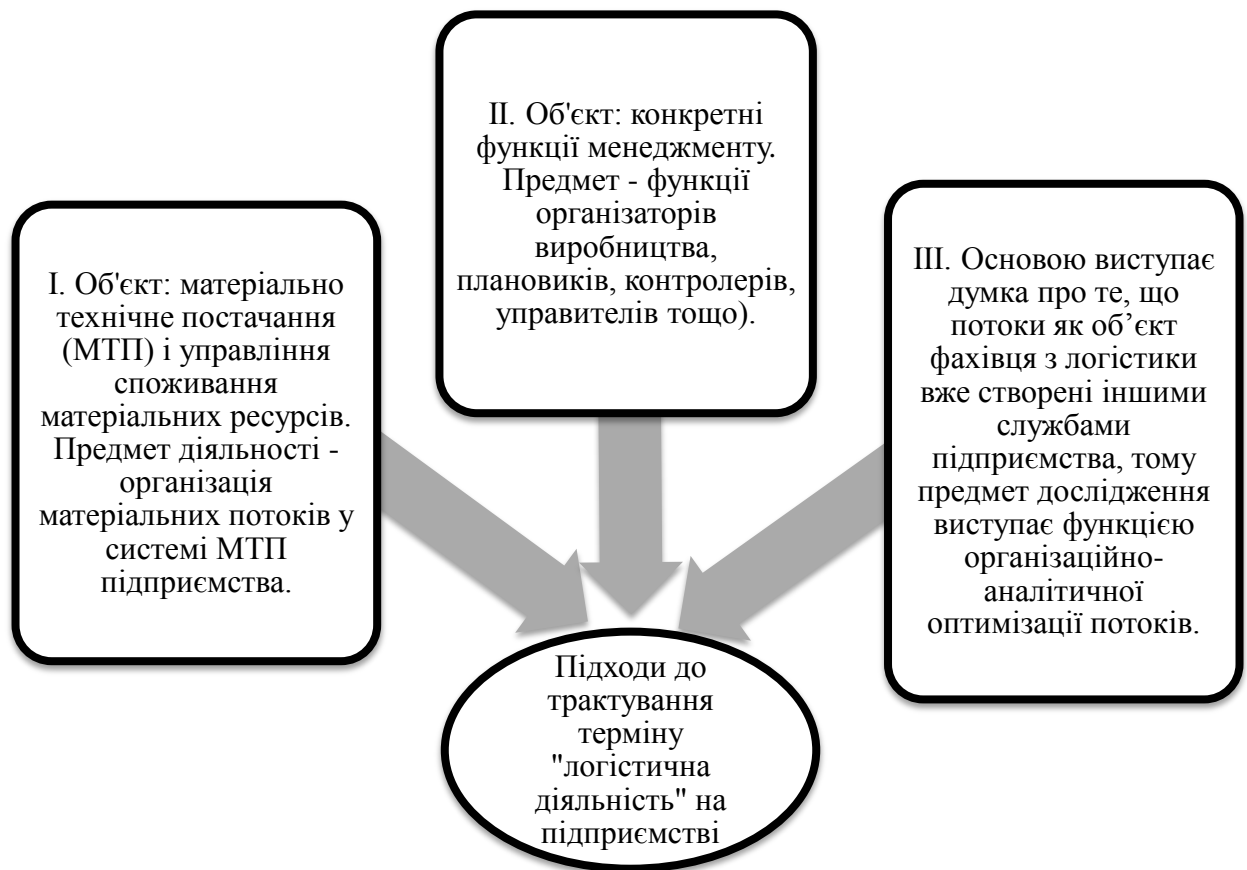 І. Об'єкт: матеріально
технічне постачання
(МТП) і управління
споживання
матеріальних ресурсів.
Предмет діяльності -
організація
матеріальних потоків у
системі МТП
підприємства.
ІІ. Об'єкт: конкретні
функції менеджменту.
Предмет - функції
організаторів
виробництва,
плановиків, контролерів,
управителів тощо).
ІІІ. Основою виступає
думка про те, що
потоки як об’єкт
фахівця з логістики
вже створені іншими
службами
підприємства, тому
предмет дослідження
виступає функцією
організаційно-
аналітичної
оптимізації потоків.
Підходи до
трактування
терміну
"логістична
діяльність" на
підприємстві